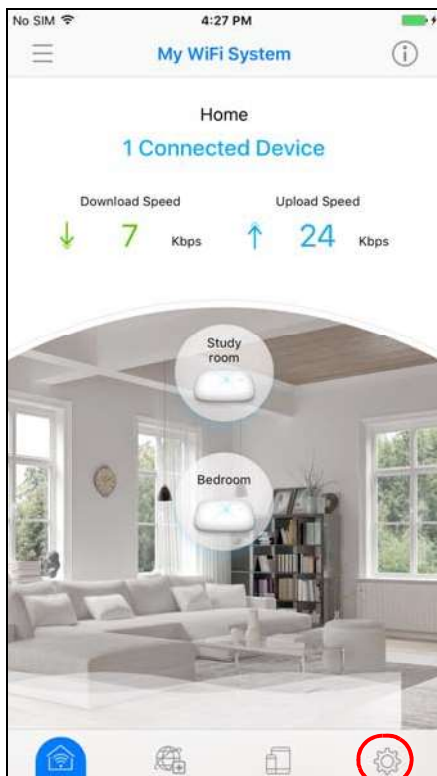 No SIM 4:27 PM
My WiFi System
Home
1 Connected Device
Download Speed Upload Speed
7 Kbps 24 Kbps
Study
room
Bedroom